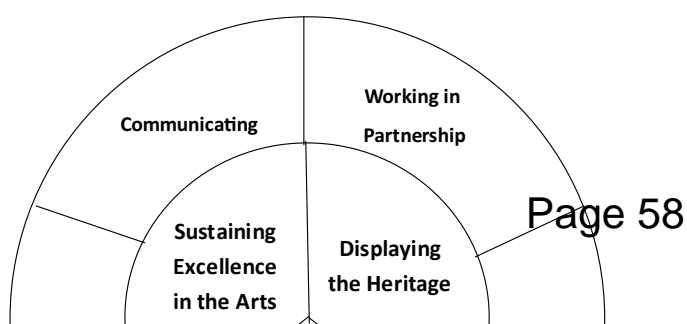 Communicating
Working in
Partnership
Sustaining
Excellence
in the Arts
Displaying
the Heritage
Page 58